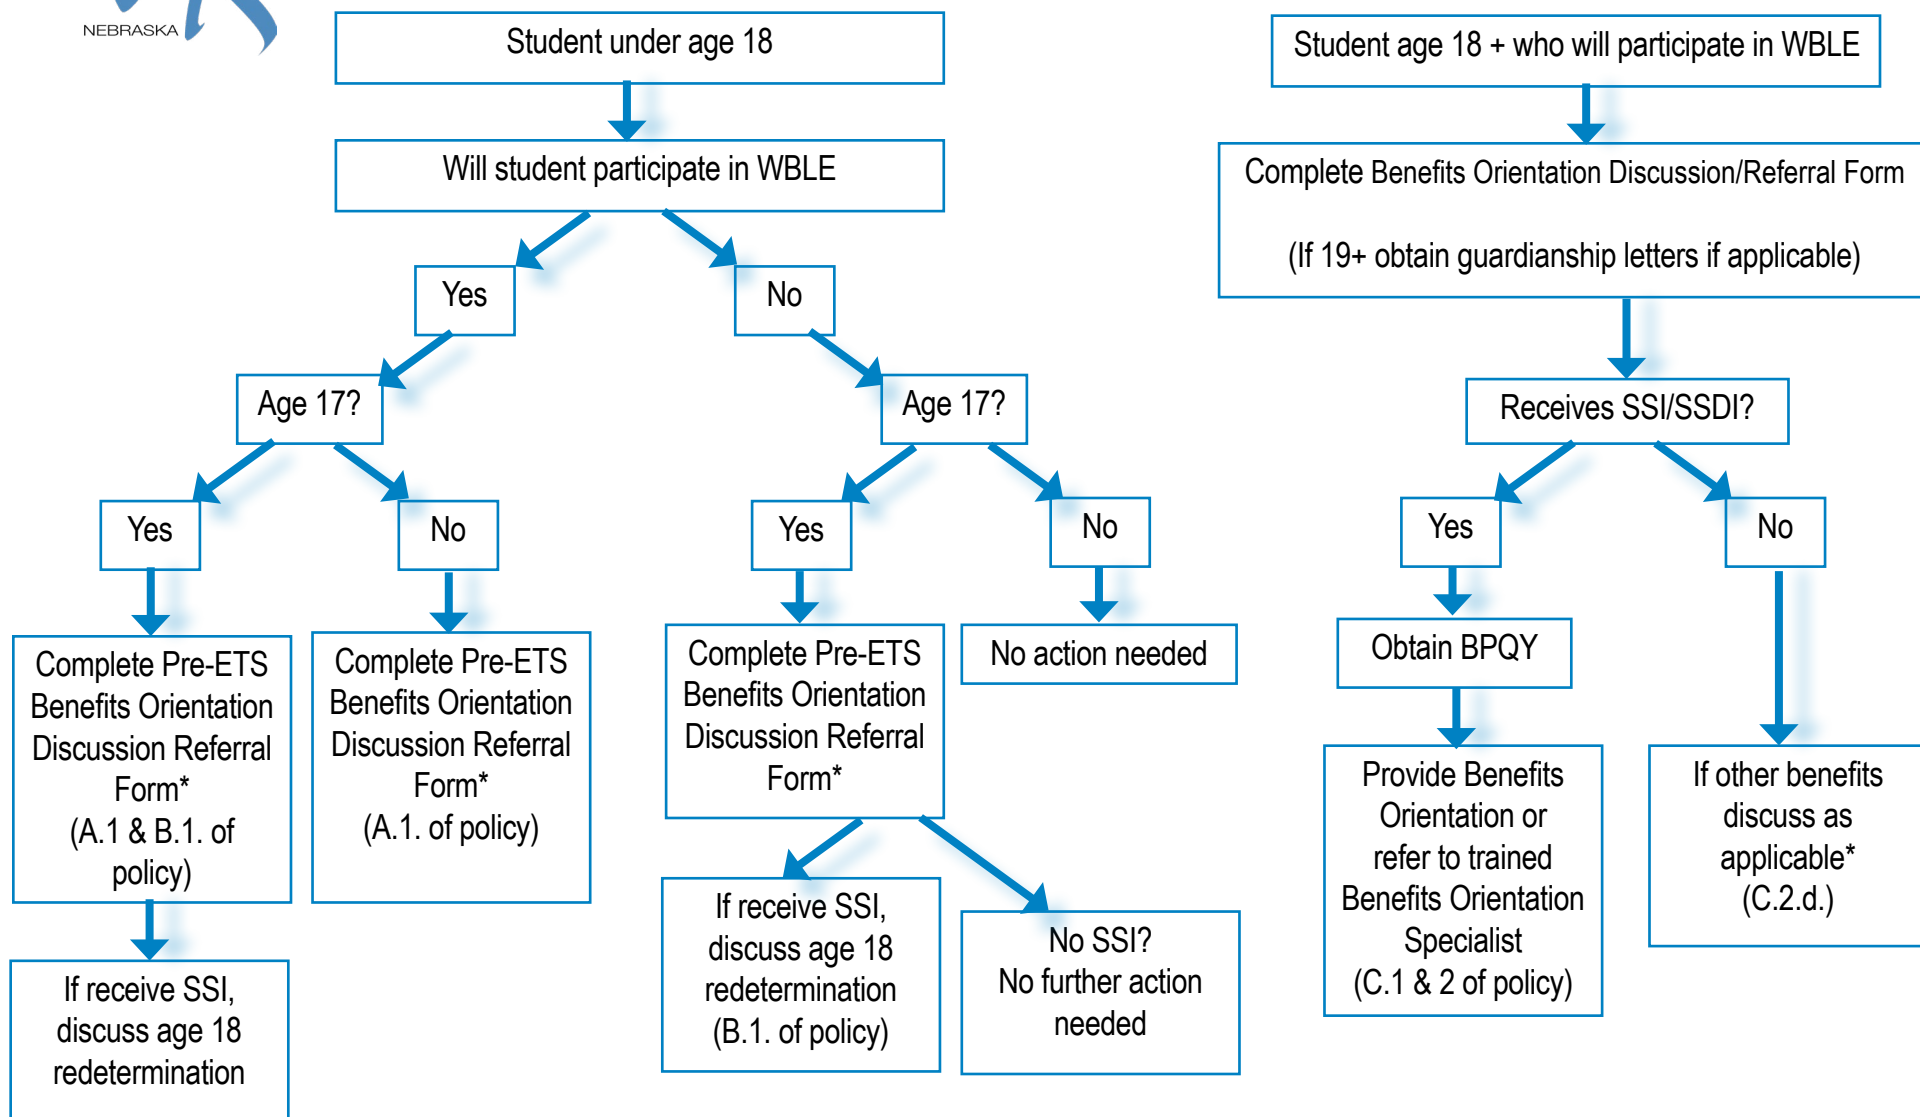 NEBRASKA
Student under age 18
Will student participate in WBLE
Yes
No
Age 17?
Age 17?
Yes
No
Yes
No
Complete Pre-ETS
Benefits Orientation
Discussion Referral
Form*
(A.1 & B.1. of
policy)
Complete Pre-ETS
Benefits Orientation
Discussion Referral
Form*
(A.1. of policy)
Complete Pre-ETS
Benefits Orientation
Discussion Referral
Form*
No action needed
If receive SSI,
discuss age 18
redetermination
If receive SSI,
discuss age 18
redetermination
(B.1. of policy)
No SSI?
No further action
needed
Student age 18 + who will participate in WBLE
Complete Benefits Orientation Discussion/Referral Form
(If 19+ obtain guardianship letters if applicable)
Receives SSI/SSDI?
Yes
No
Obtain BPQY
Provide Benefits
Orientation or
refer to trained
Benefits Orientation
Specialist
(C.1 & 2 of policy)
If other benefits
discuss as
applicable*
(C.2.d.)